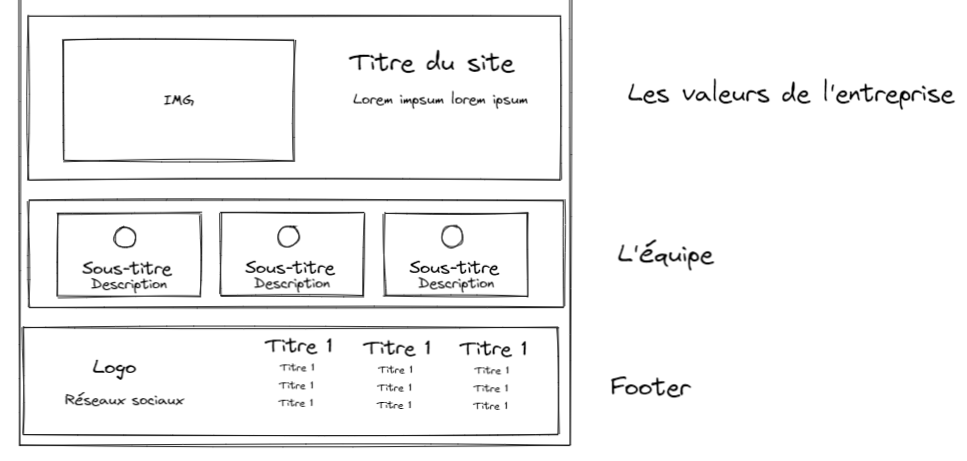 Titre du site
IMG
Lorem impsum lorem ipsum
Les valeurs de l'entreprise
Sous-titre
Description
Sous-titre
Description
Sous-titre
Description
L'équipe
Logo
Réseaux sociaux
Titre 1
Titre 1
Titre 1
Titre 1
Titre 1
Titre 1
Titre 1
Titre 1
Titre 1
Titre 1
Titre 1
Titre 1
Footer